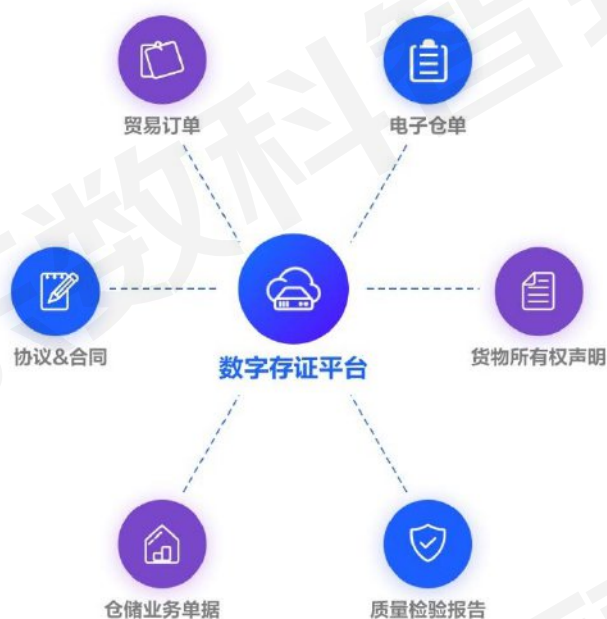 贸易订单
电子仓单
协议&合同
数字存证平台
货物所有权声明
仓储业务单据
质量检验报告